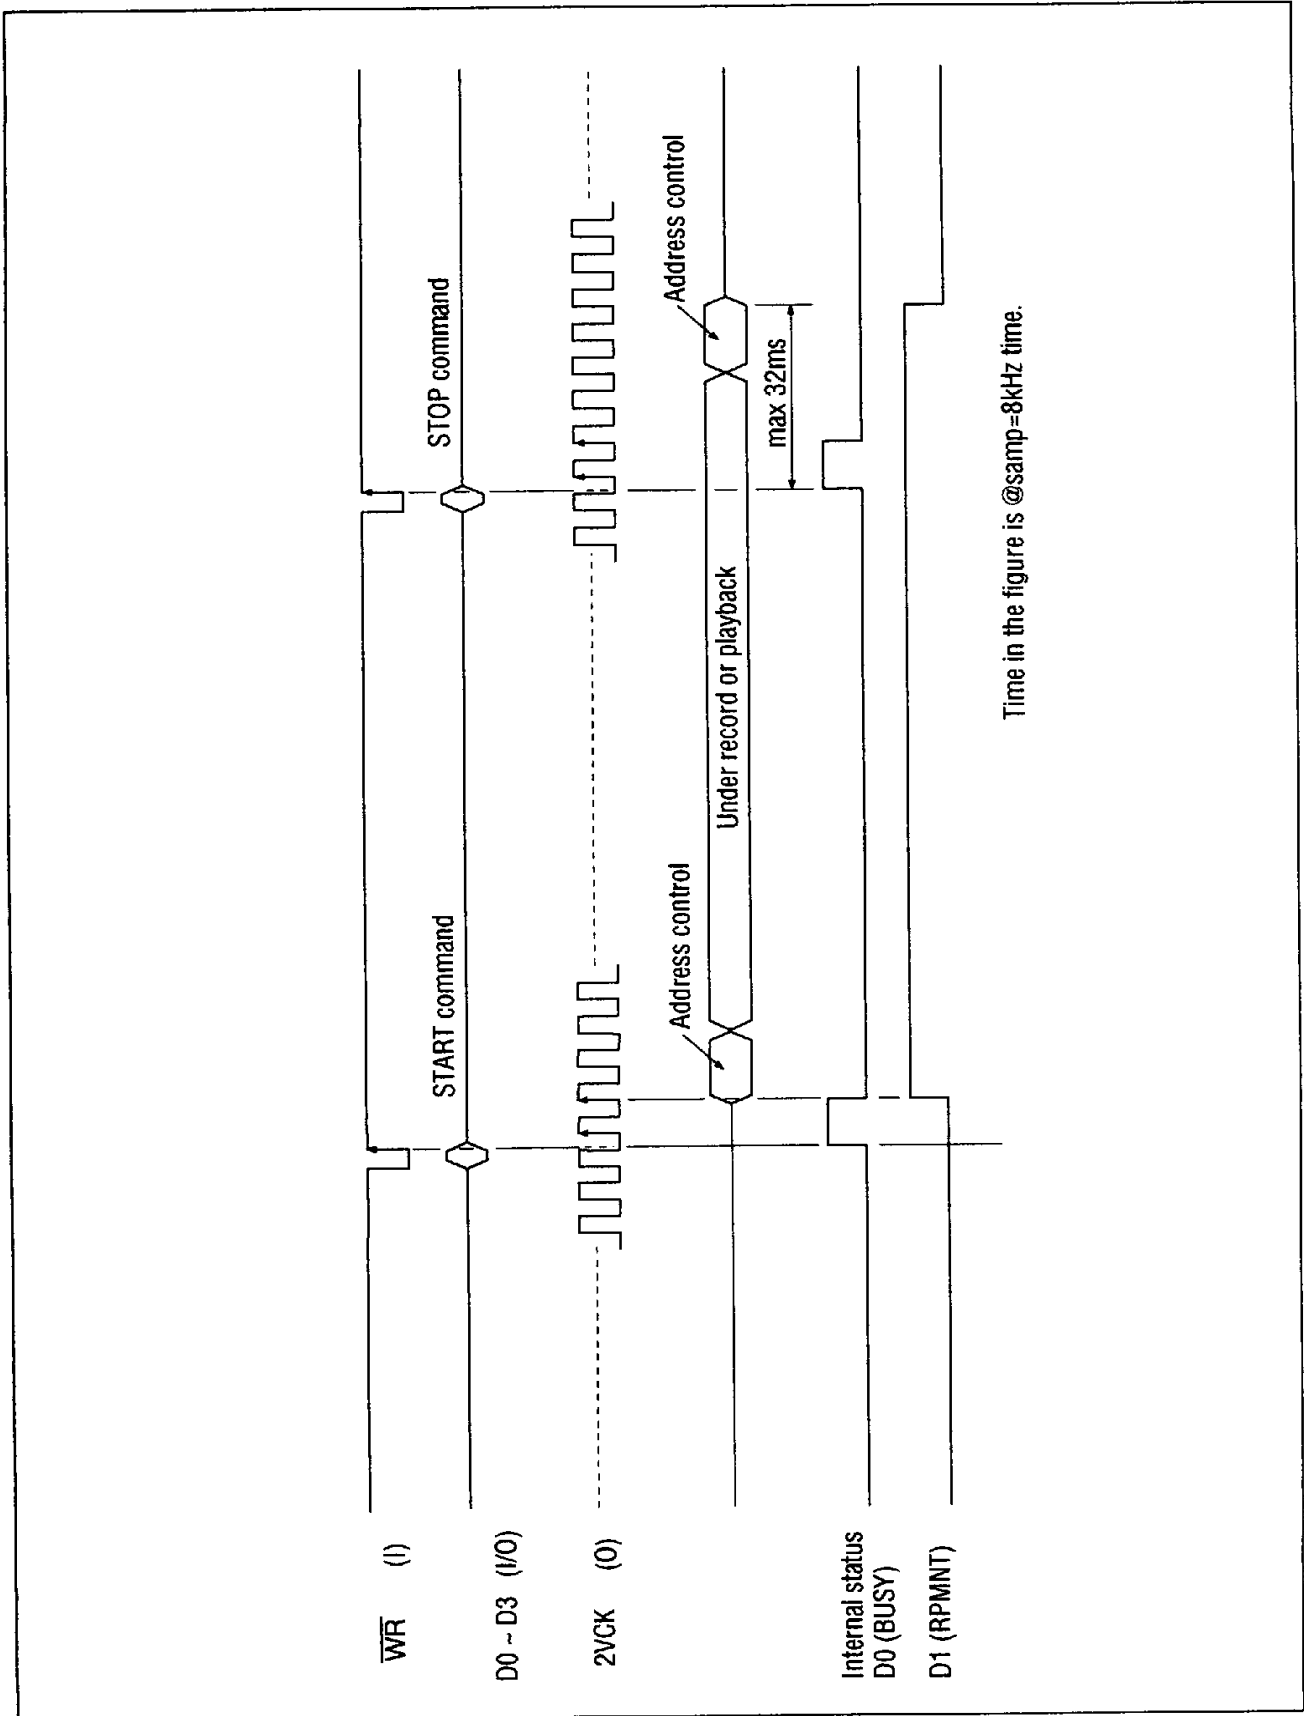 W̅R̅ (I)
START command
STOP command
D0 ~ D3 (I/O)
2VCK (O)
Address control
Under record or playback
Address control
max 32ms
Internal status
D0 (BUSY)
D1 (RPMNT)
Time in the figure is @samp=8kHz time.